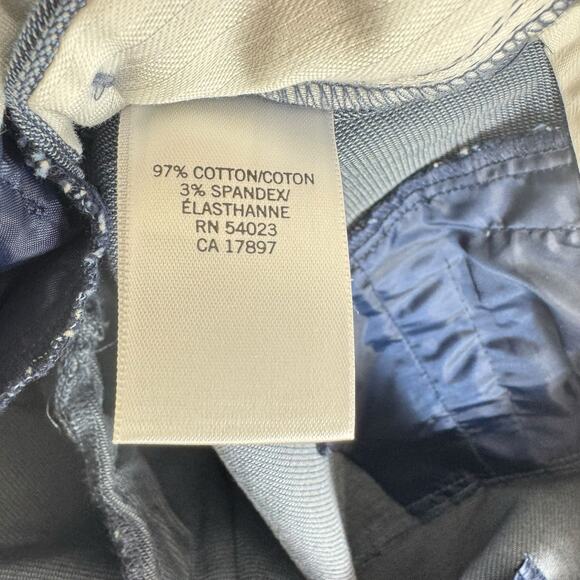 97% COTTON/COTON
3% SPANDEX/
ÉLASTHANNE
RN 54023
CA 17897